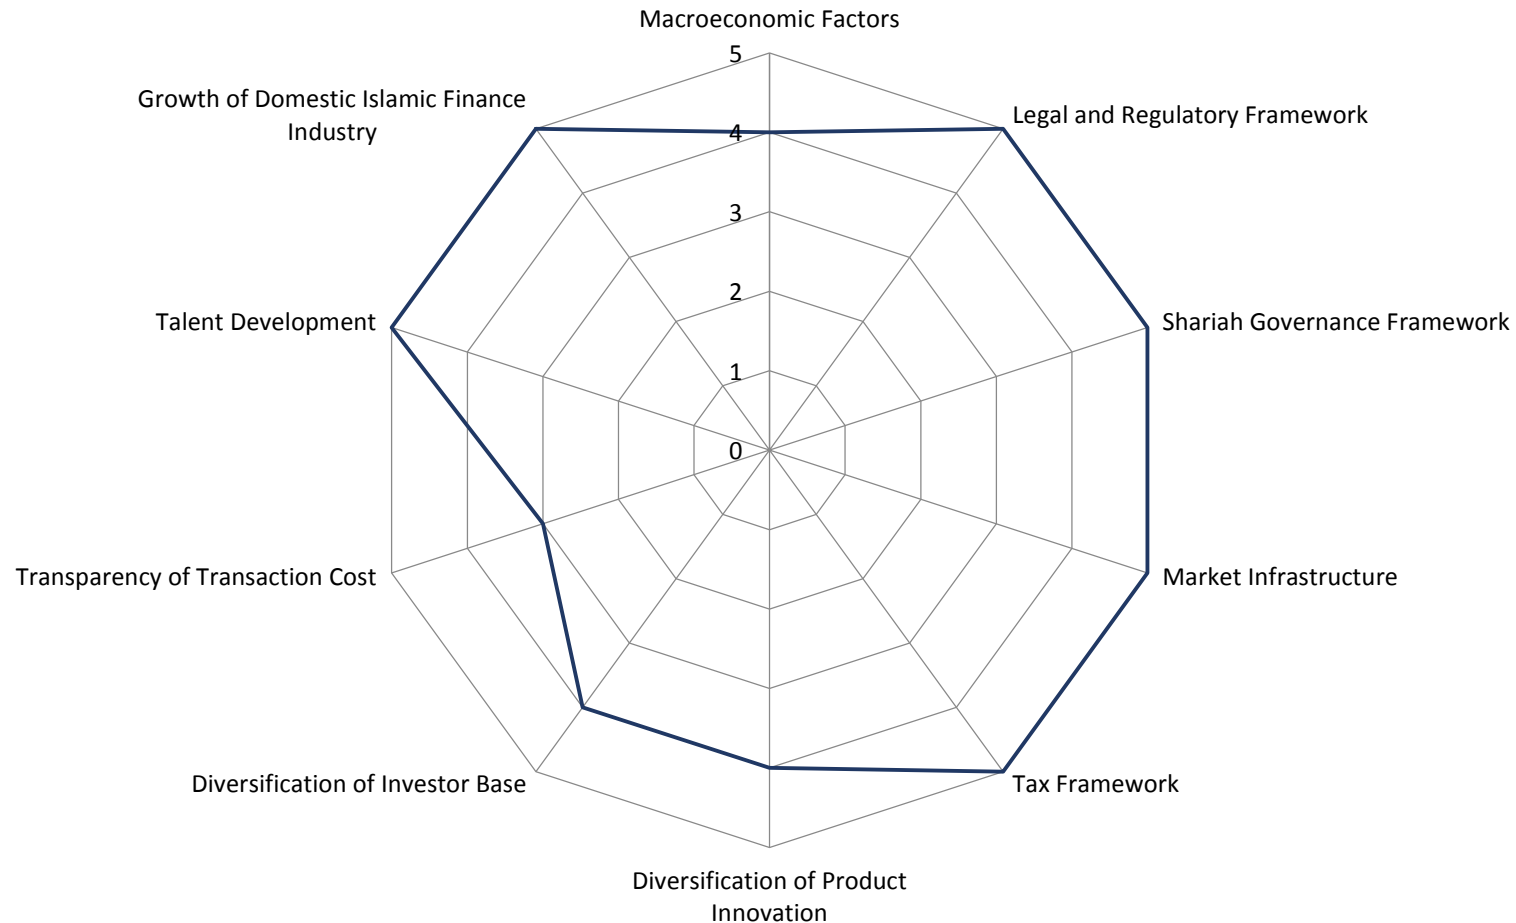 Macroeconomic Factors
5
Growth of Domestic Islamic Finance
Industry
Legal and Regulatory Framework
4
3
Talent Development
Shariah Governance Framework
2
1
0
Transparency of Transaction Cost
Market Infrastructure
Diversification of Investor Base
Tax Framework
Diversification of Product
Innovation